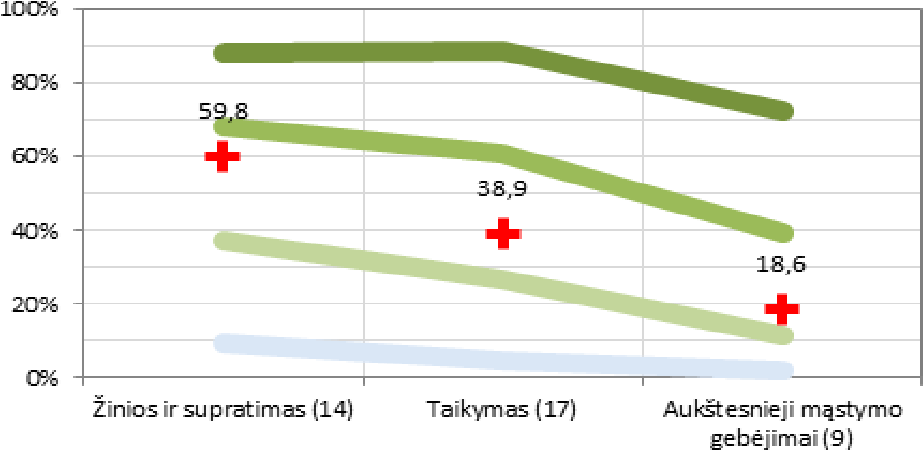 100%
80%
60%
40%
20%
0%
59,8
38,9
18,6
Žinios ir supratimas (14)
Taikymas (17)
Aukštesnieji mąstymo
gebėjimai (9)